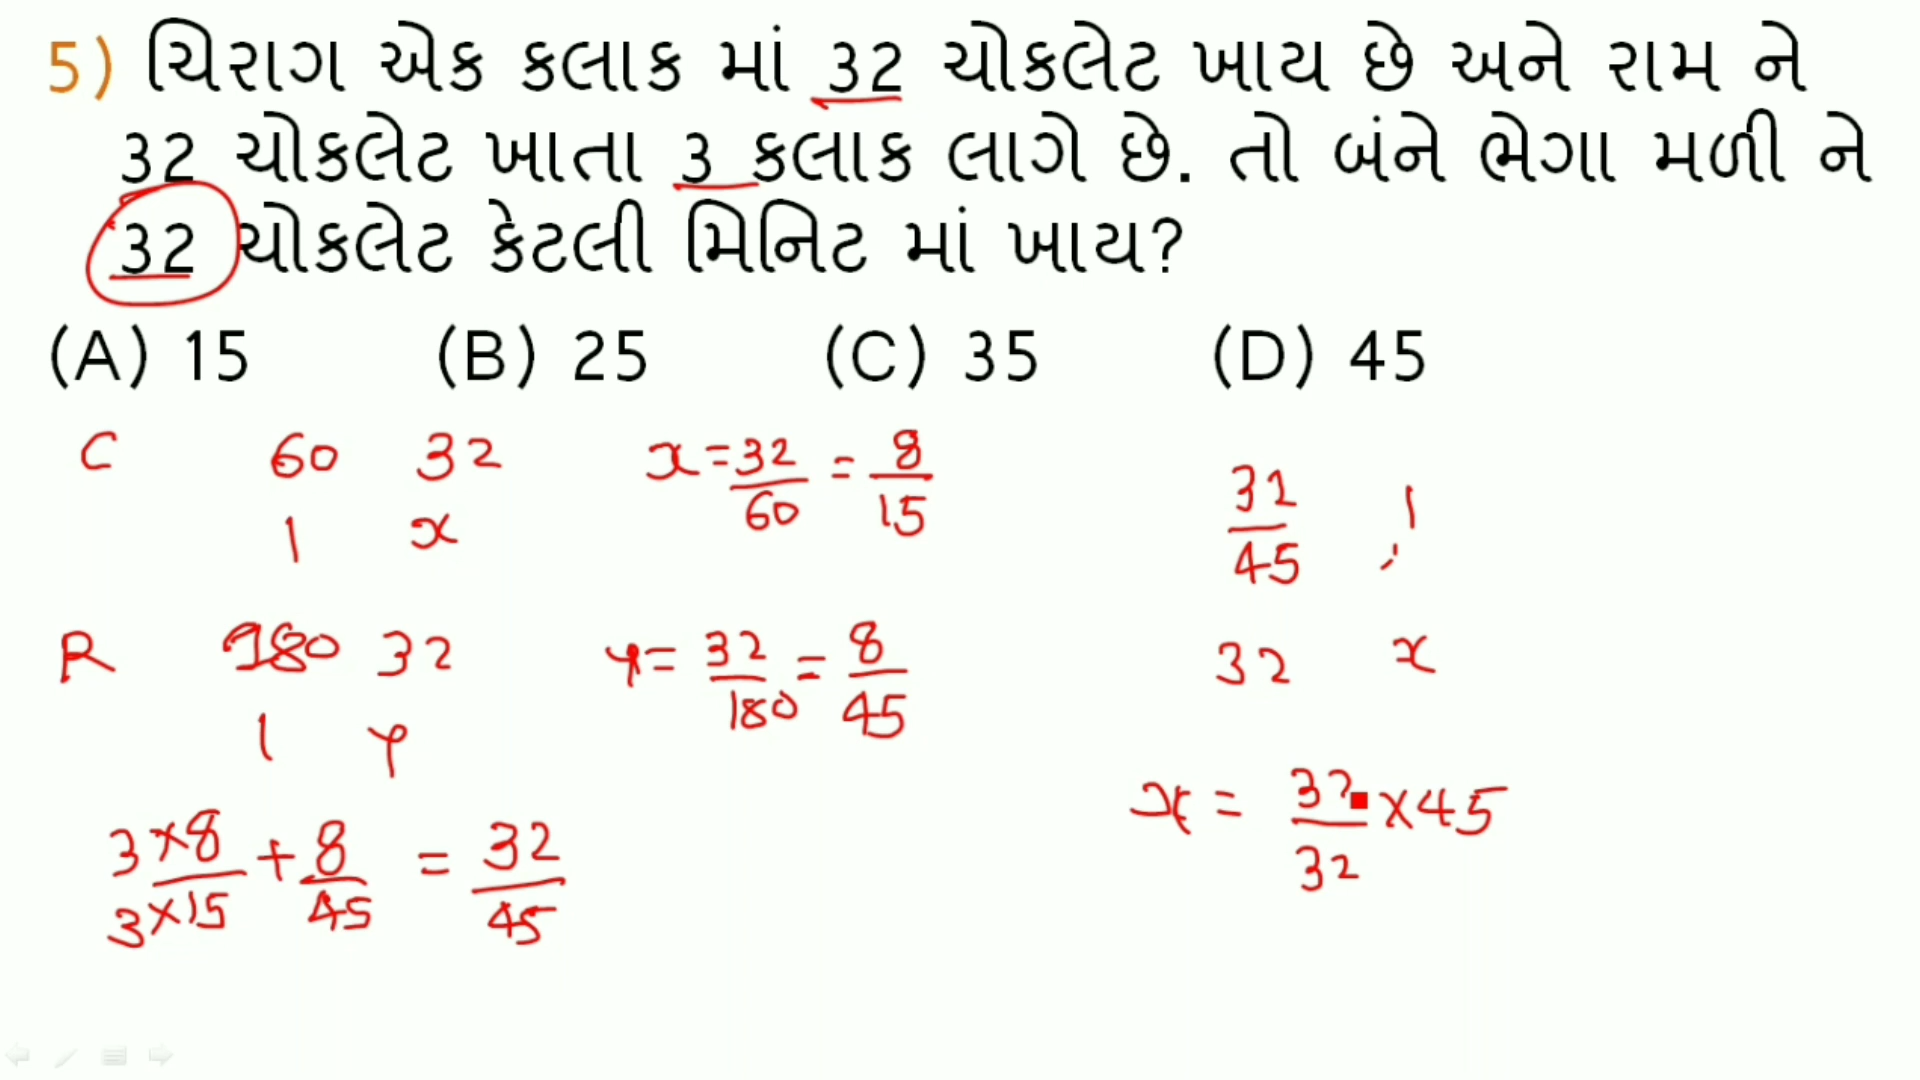 5) ચિરાગ એક કલાક માં 32 ચોકલેટ ખાય છે અને રામ ને
32 ચોકલેટ ખાતા 3 કલાક લાગે છે. તો બંને ભેગા મળી ને
32 ચોકલેટ કેટલી મિનિટ માં ખાય?
(A) 15 (B) 25 (C) 35 (D) 45
C 60 32 x = 32/60 = 8/15
1 x
32/45 1
R 180 32 y = 32/180 = 8/45
1 y
32 x
3×8/3×15 + 8/45 = 32/45
x = 32/32 × 45